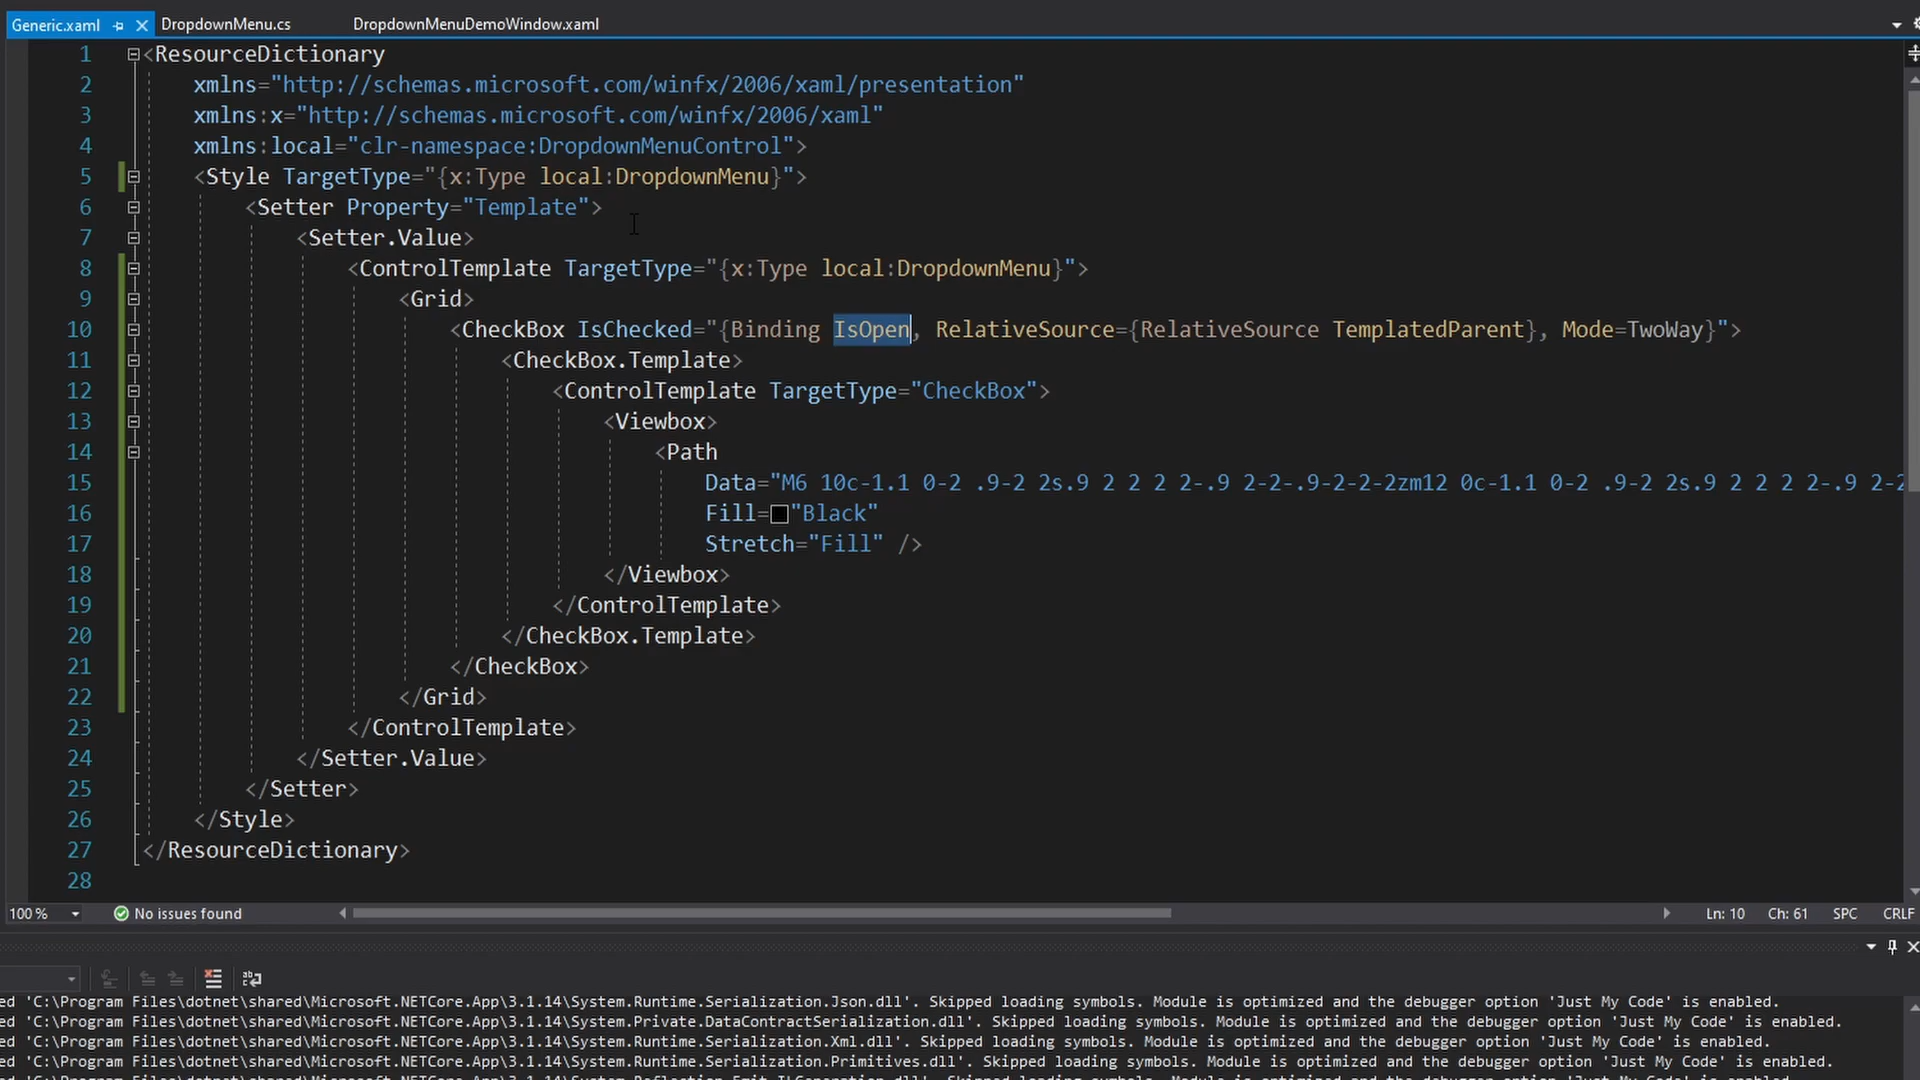 Generic.xaml DropdownMenu.cs DropdownMenuDemoWindow.xaml
1 <ResourceDictionary
2 xmlns="http://schemas.microsoft.com/winfx/2006/xaml/presentation"
3 xmlns:x="http://schemas.microsoft.com/winfx/2006/xaml"
4 xmlns:local="clr-namespace:DropdownMenuControl">
5 <Style TargetType="{x:Type local:DropdownMenu}">
6 <Setter Property="Template">
7 <Setter.Value>
8 <ControlTemplate TargetType="{x:Type local:DropdownMenu}">
9 <Grid>
10 <CheckBox IsChecked="{Binding IsOpen, RelativeSource={RelativeSource TemplatedParent}, Mode=TwoWay}">
11 <CheckBox.Template>
12 <ControlTemplate TargetType="CheckBox">
13 <Viewbox>
14 <Path
15 Data="M6 10c-1.1 0-2 .9-2 2s.9 2 2 2 2-.9 2-2-.9-2-2-2zm12 0c-1.1 0-2 .9-2 2s.9 2 2 2 2-.9 2-2
16 Fill="Black"
17 Stretch="Fill" />
18 </Viewbox>
19 </ControlTemplate>
20 </CheckBox.Template>
21 </CheckBox>
22 </Grid>
23 </ControlTemplate>
24 </Setter.Value>
25 </Setter>
26 </Style>
27 </ResourceDictionary>
28
100 % No issues found Ln: 10 Ch: 61 SPC CRLF
ed 'C:\Program Files\dotnet\shared\Microsoft.NETCore.App\3.1.14\System.Runtime.Serialization.Json.dll'. Skipped loading symbols. Module is optimized and the debugger option 'Just My Code' is enabled.
ed 'C:\Program Files\dotnet\shared\Microsoft.NETCore.App\3.1.14\System.Private.DataContractSerialization.dll'. Skipped loading symbols. Module is optimized and the debugger option 'Just My Code' is enabled.
ed 'C:\Program Files\dotnet\shared\Microsoft.NETCore.App\3.1.14\System.Runtime.Serialization.Xml.dll'. Skipped loading symbols. Module is optimized and the debugger option 'Just My Code' is enabled.
ed 'C:\Program Files\dotnet\shared\Microsoft.NETCore.App\3.1.14\System.Runtime.Serialization.Primitives.dll'. Skipped loading symbols. Module is optimized and the debugger option 'Just My Code' is enabled.